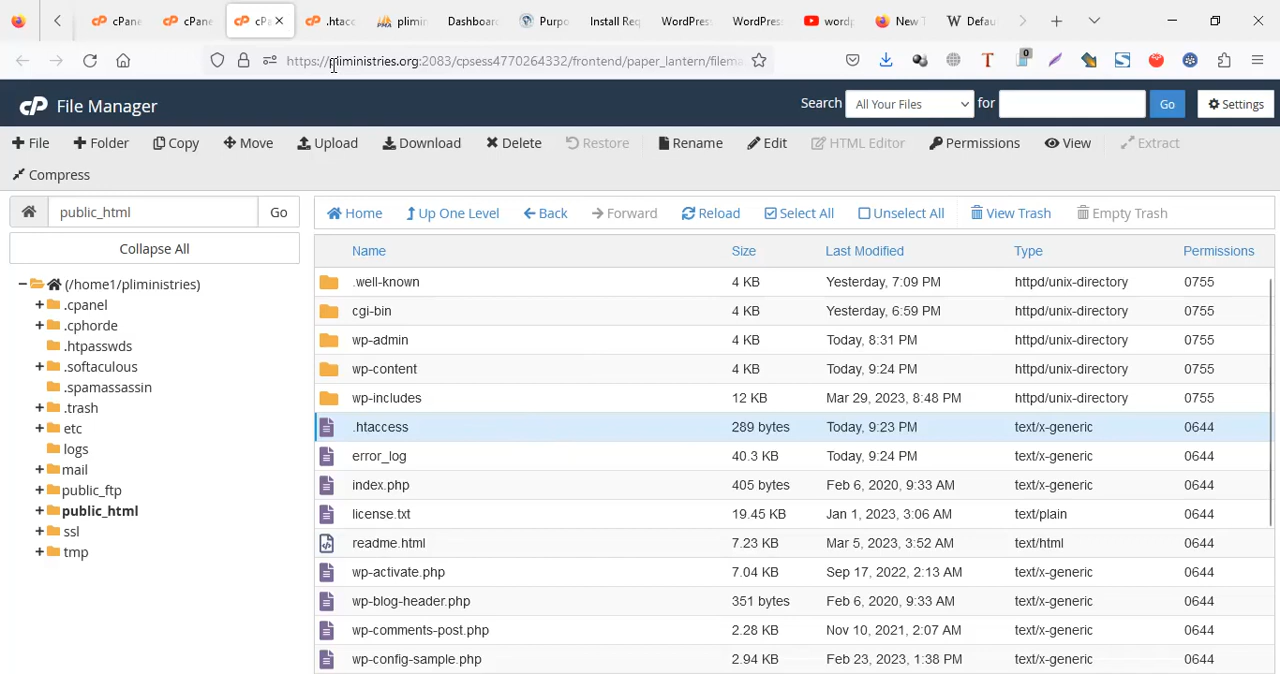 cPane
cPane
cPa
.htacc
plimin
Dashboard
Purpo
Install Req
WordPress
WordPress
wordp
New T
Defau
https://pliministries.org:2083/cpsess4770264332/frontend/paper_lantern/filema
0
T
S
cP File Manager
Search All Your Files for Go Settings
File Folder Copy Move Upload Download Delete Restore Rename Edit HTML Editor Permissions View Extract
Compress
public_html Go
Home Up One Level Back Forward Reload Select All Unselect All View Trash Empty Trash
Collapse All
(/home1/pliministries)
.cpanel
.cphorde
.htpasswds
.softaculous
.spamassassin
.trash
etc
logs
mail
public_ftp
public_html
ssl
tmp
Name Size Last Modified Type Permissions
.well-known 4 KB Yesterday, 7:09 PM httpd/unix-directory 0755
cgi-bin 4 KB Yesterday, 6:59 PM httpd/unix-directory 0755
wp-admin 4 KB Today, 8:31 PM httpd/unix-directory 0755
wp-content 4 KB Today, 9:24 PM httpd/unix-directory 0755
wp-includes 12 KB Mar 29, 2023, 8:48 PM httpd/unix-directory 0755
.htaccess 289 bytes Today, 9:23 PM text/x-generic 0644
error_log 40.3 KB Today, 9:24 PM text/x-generic 0644
index.php 405 bytes Feb 6, 2020, 9:33 AM text/x-generic 0644
license.txt 19.45 KB Jan 1, 2023, 3:06 AM text/plain 0644
readme.html 7.23 KB Mar 5, 2023, 3:52 AM text/html 0644
wp-activate.php 7.04 KB Sep 17, 2022, 2:13 AM text/x-generic 0644
wp-blog-header.php 351 bytes Feb 6, 2020, 9:33 AM text/x-generic 0644
wp-comments-post.php 2.28 KB Nov 10, 2021, 2:07 AM text/x-generic 0644
wp-config-sample.php 2.94 KB Feb 23, 2023, 1:38 PM text/x-generic 0644